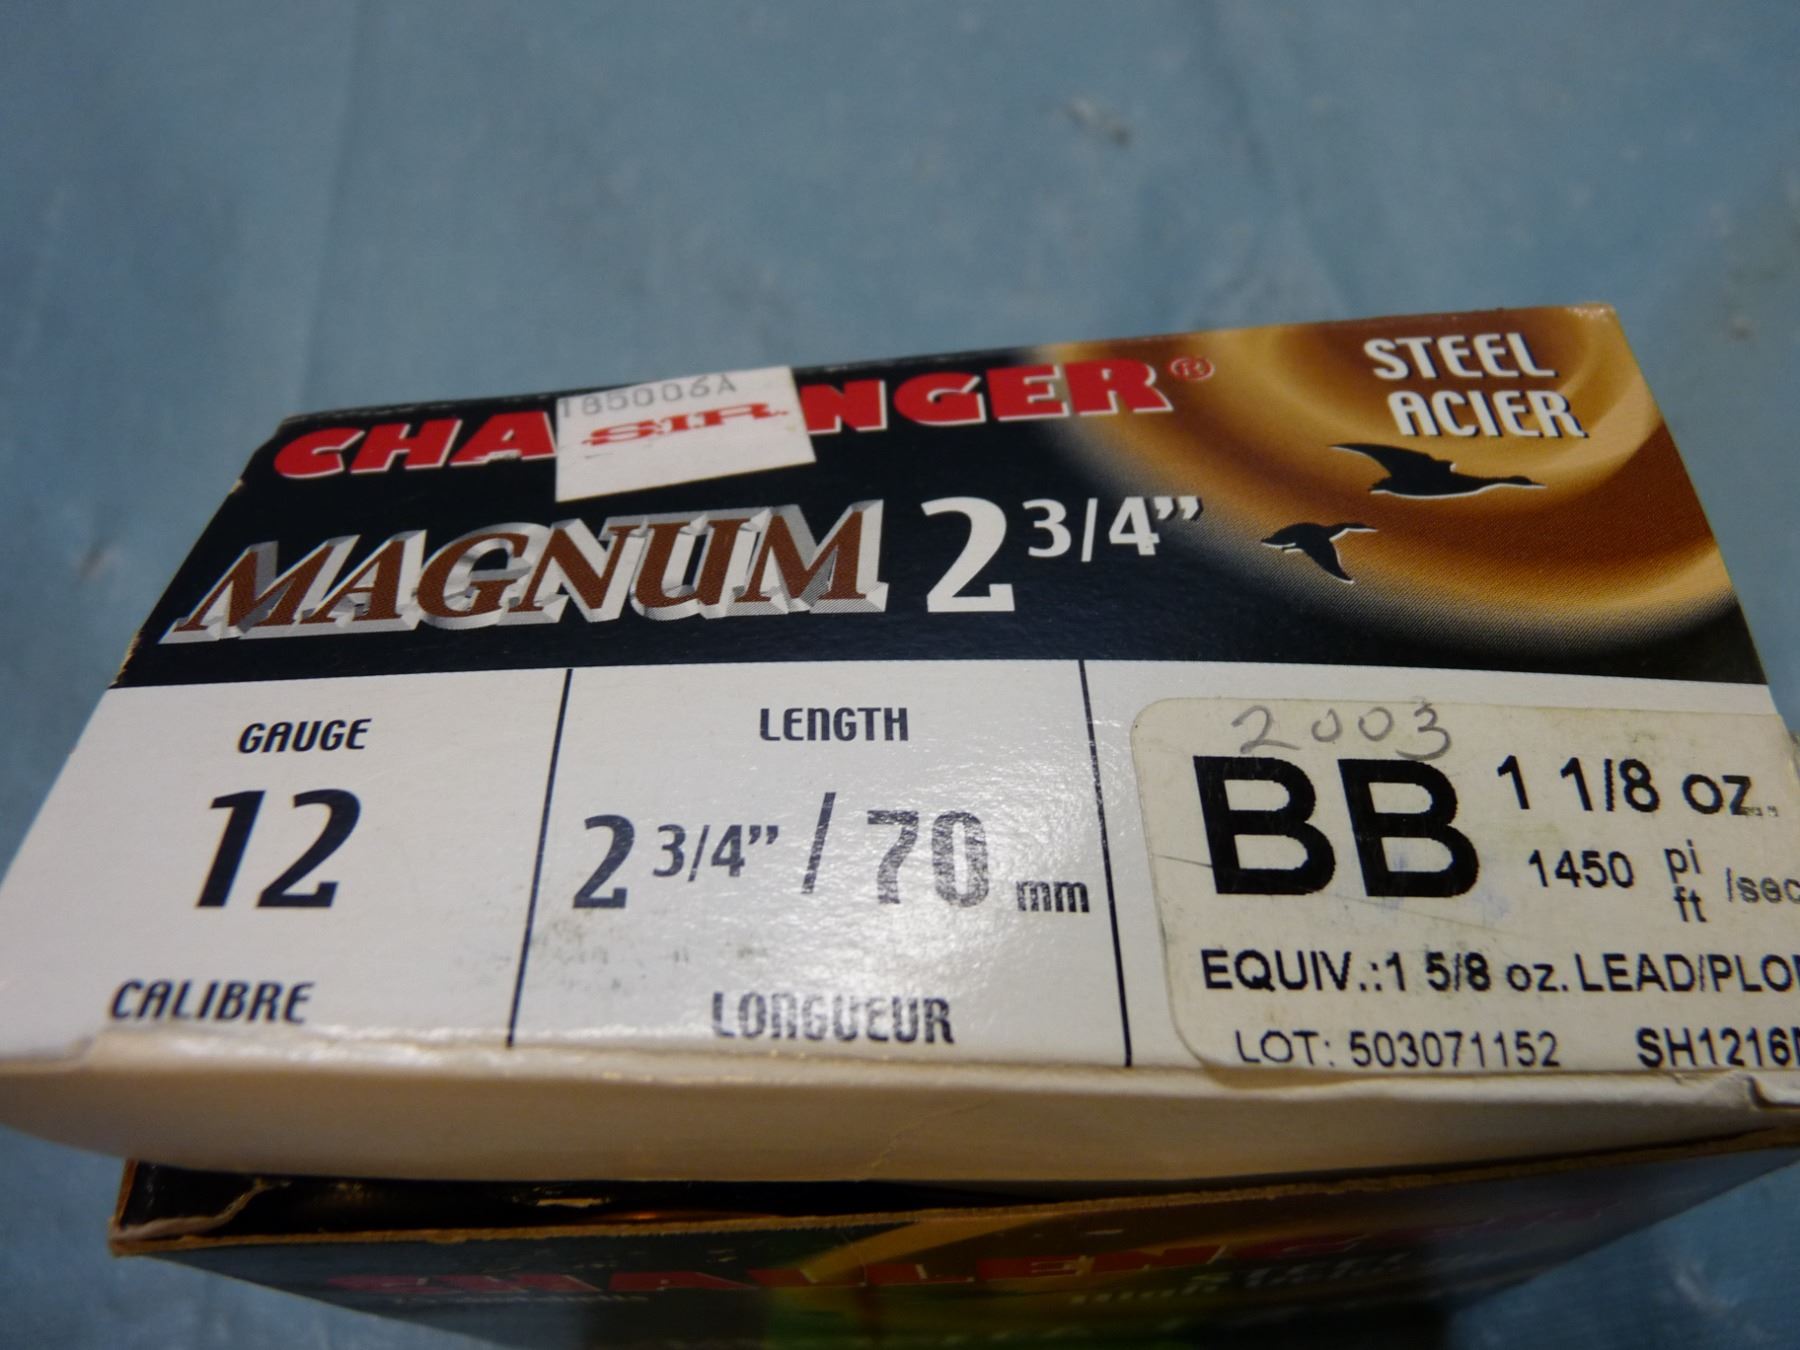 185006A
S.I.R.
CHA NGER®
STEEL
ACIER
MAGNUM 2 3/4"
GAUGE
12
CALIBRE
LENGTH
2 3/4" / 70 mm
LONGUEUR
2003
BB 1 1/8 oz.
1450 pi/ft /sec
EQUIV.:1 5/8 oz. LEAD/PLO
LOT: 503071152 SH1216
CHALLENGER